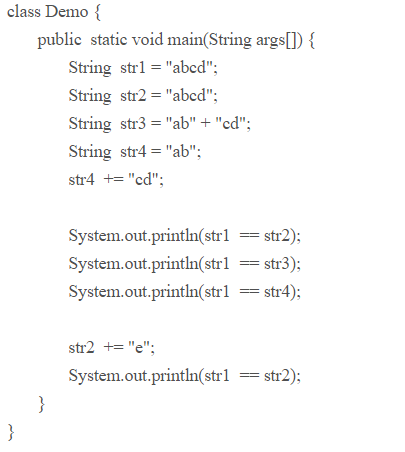 class Demo {
public  static void main(String args[]) {
String  str1 = "abcd";
String  str2 = "abcd";
String  str3 = "ab" + "cd";
String  str4 = "ab";
str4  += "cd";
System.out.println(str1  == str2);
System.out.println(str1  == str3);
System.out.println(str1  == str4);
str2  += "e";
System.out.println(str1  == str2);
}
}